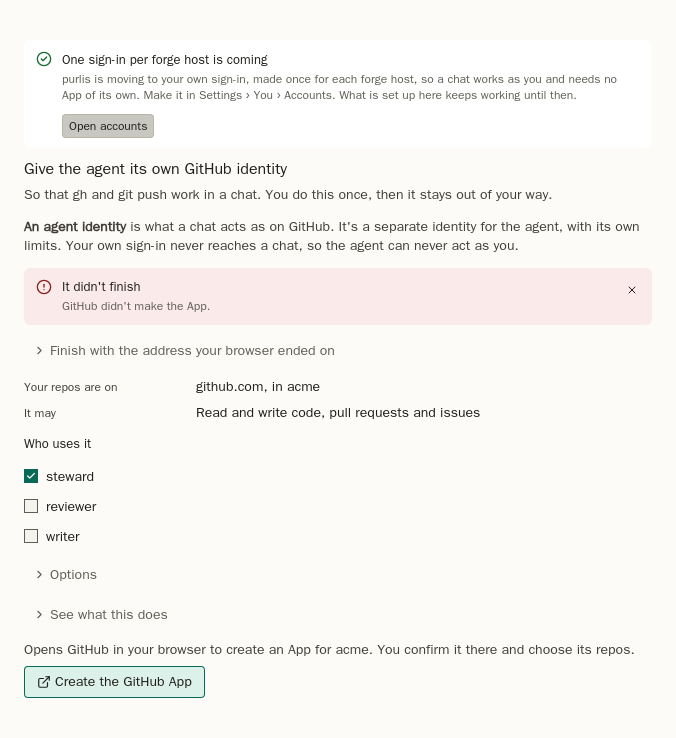 One sign-in per forge host is coming
purlis is moving to your own sign-in, made once for each forge host, so a chat works as you and needs no
App of its own. Make it in Settings › You › Accounts. What is set up here keeps working until then.
Open accounts
Give the agent its own GitHub identity
So that gh and git push work in a chat. You do this once, then it stays out of your way.
An agent identity is what a chat acts as on GitHub. It's a separate identity for the agent, with its own
limits. Your own sign-in never reaches a chat, so the agent can never act as you.
It didn't finish
GitHub didn't make the App.
Finish with the address your browser ended on
Your repos are on github.com, in acme
It may Read and write code, pull requests and issues
Who uses it
steward
reviewer
writer
Options
See what this does
Opens GitHub in your browser to create an App for acme. You confirm it there and choose its repos.
Create the GitHub App